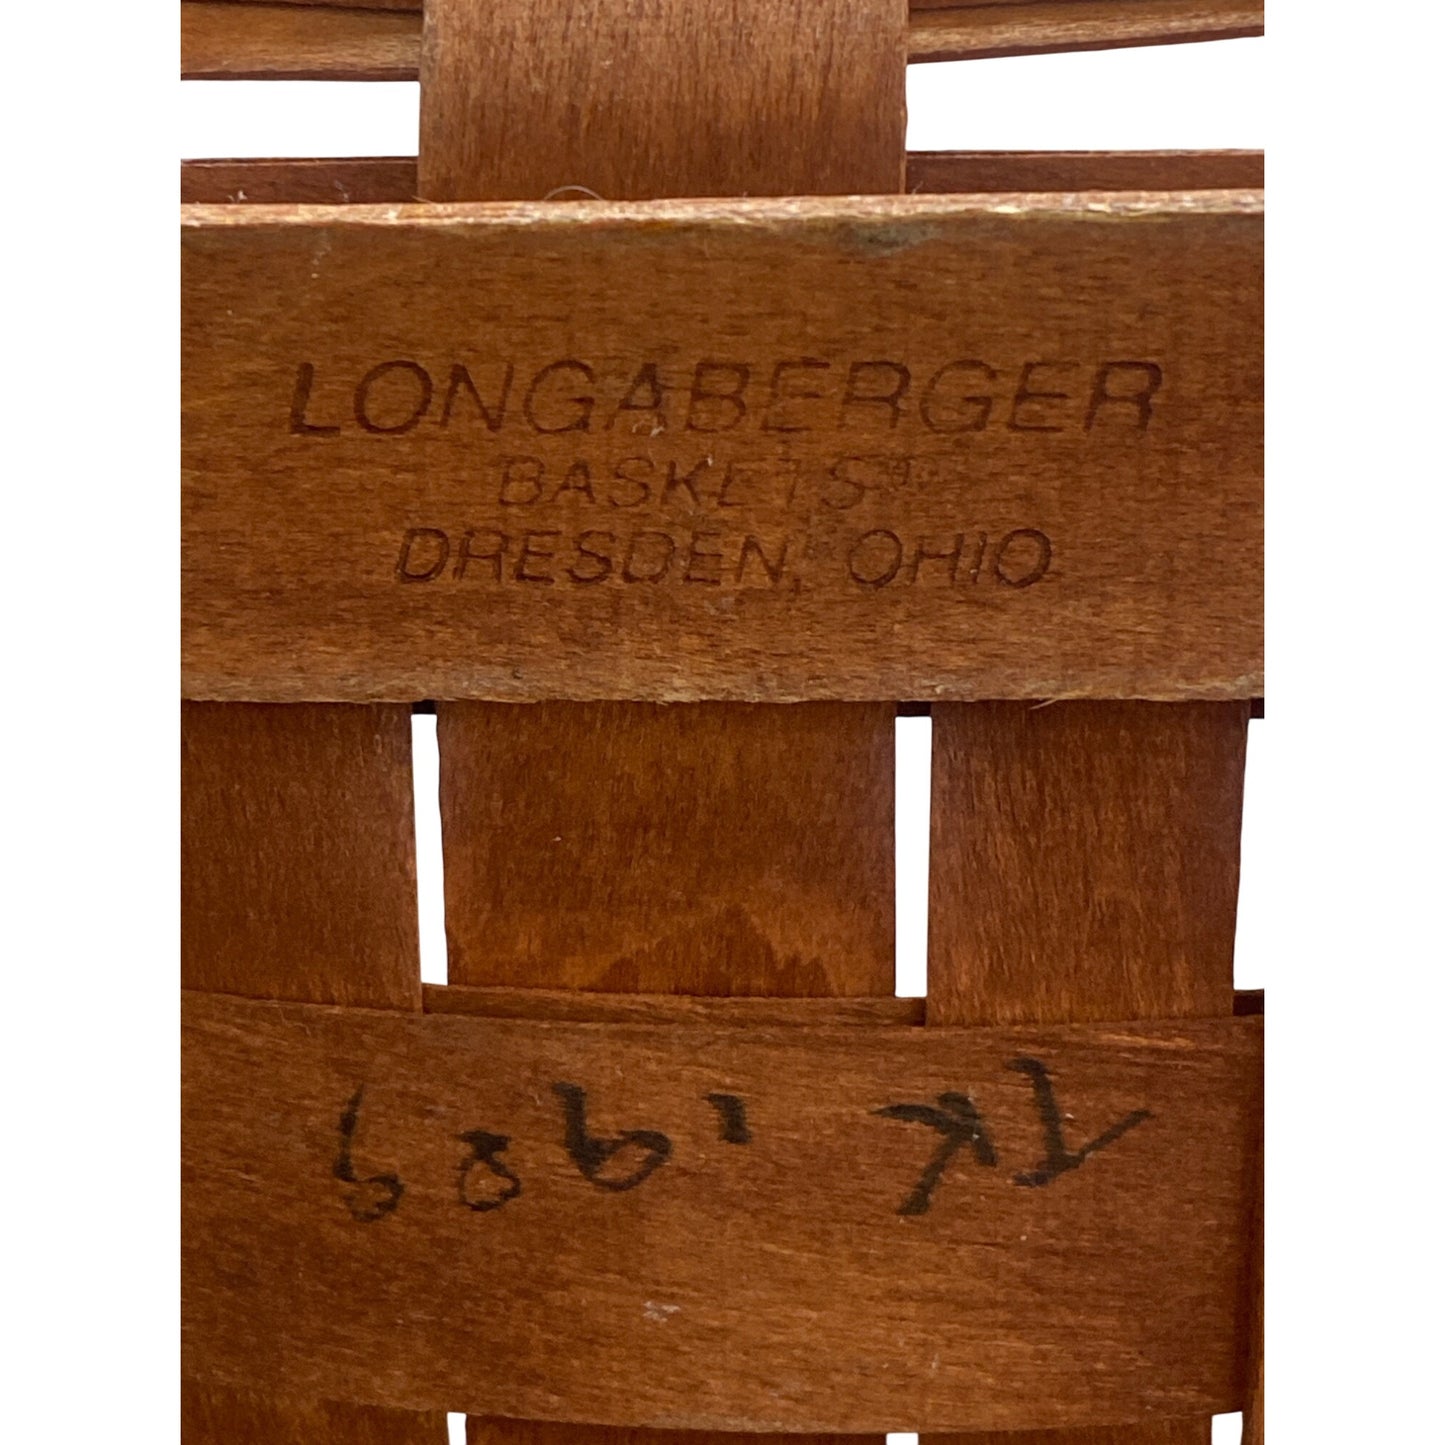 LONGABERGER
BASKETS®
DRESDEN, OHIO
1989